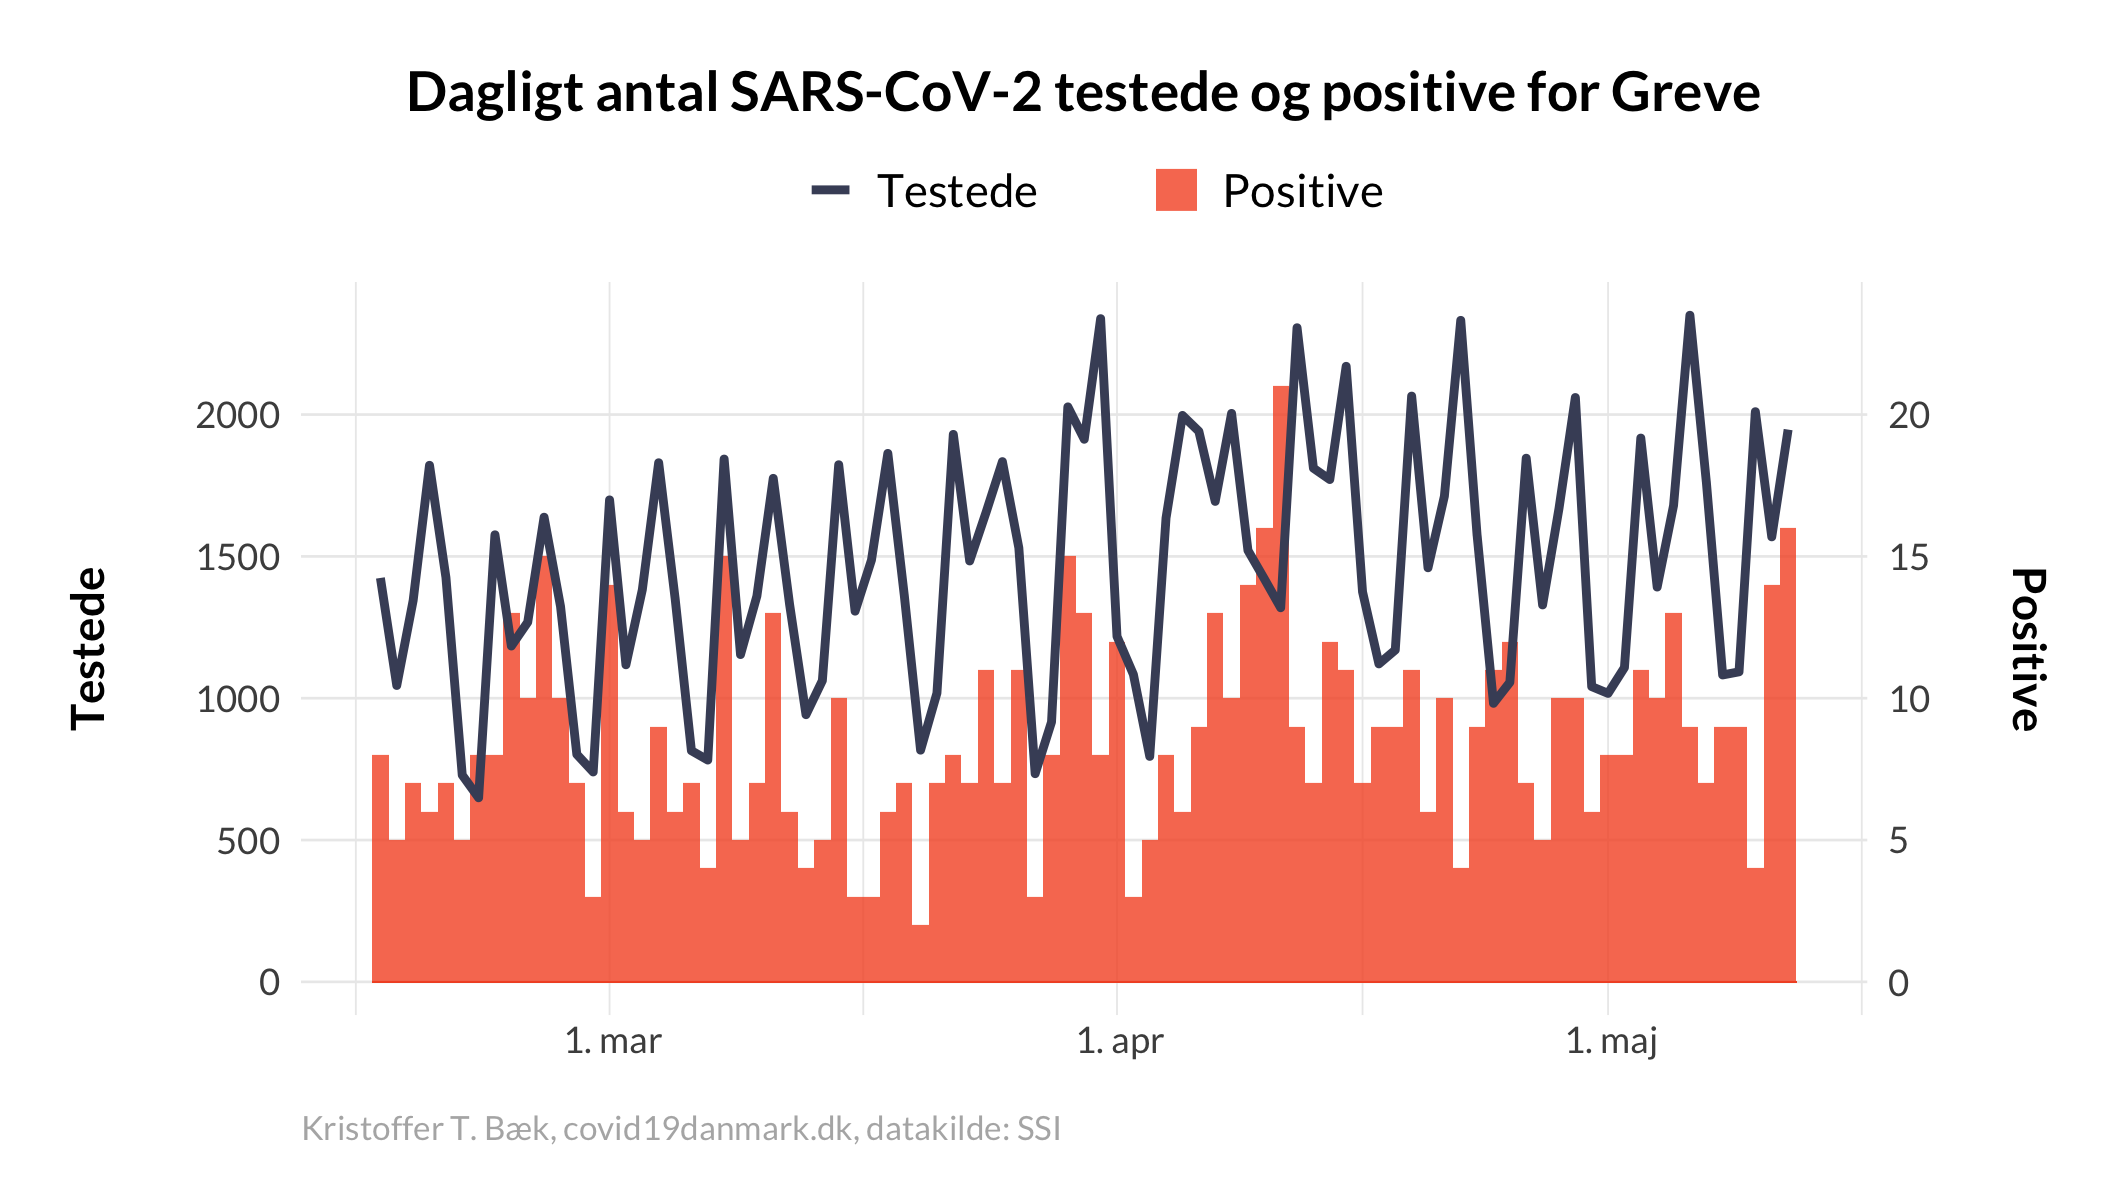 Dagligt antal SARS-CoV-2 testede og positive for Greve
Testede Positive
2000 20
1500 15
1000 10
500 5
0 0
Testede
Positive
1. mar 1. apr 1. maj
Kristoffer T. Bæk, covid19danmark.dk, datakilde: SSI